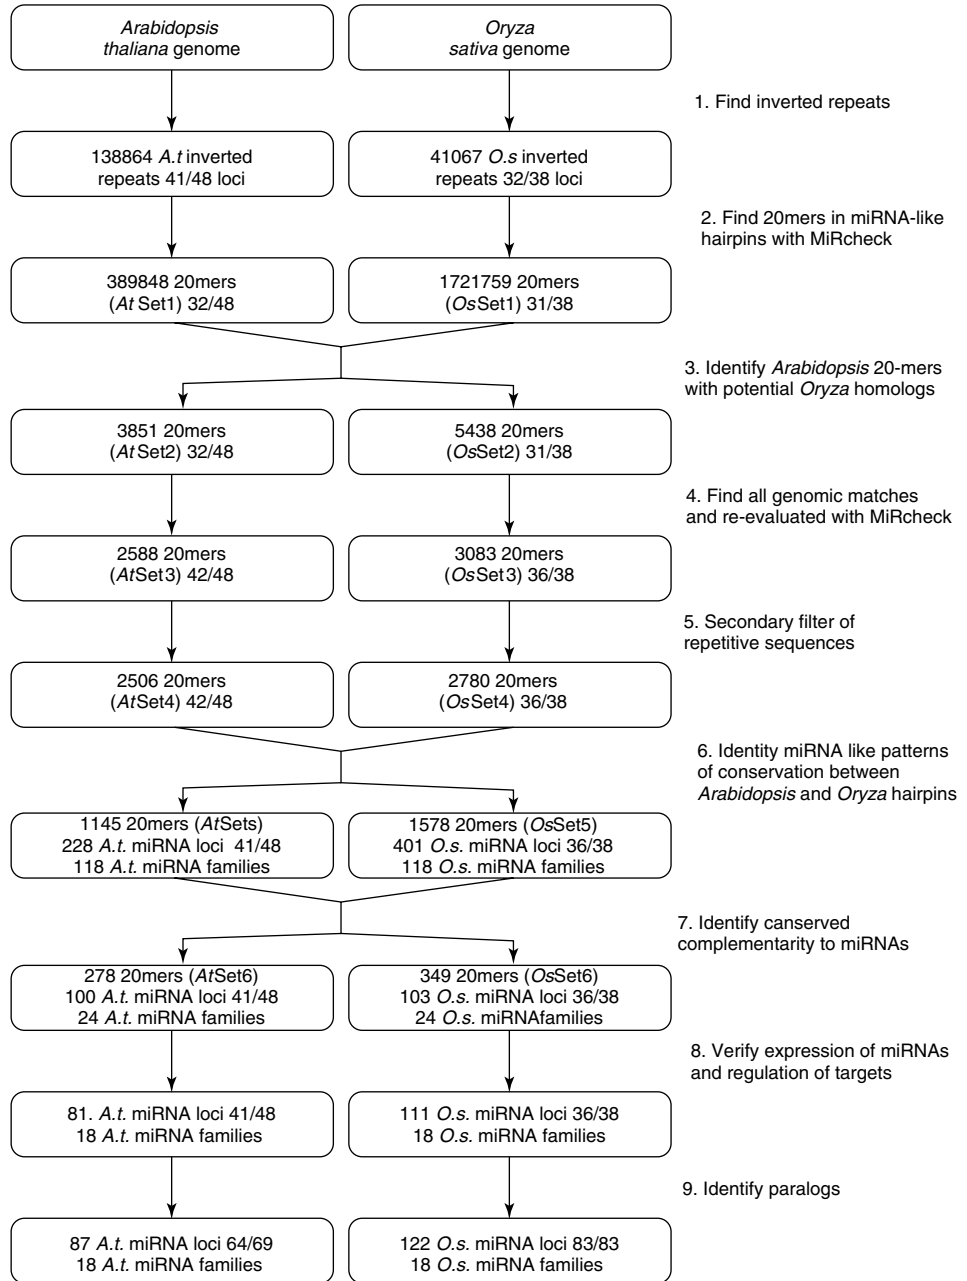 Arabidopsis
thaliana genome
Oryza
sativa genome
1. Find inverted repeats
138864 A.t inverted
repeats 41/48 loci
41067 O.s inverted
repeats 32/38 loci
2. Find 20mers in miRNA-like
hairpins with MiRcheck
389848 20mers
(At Set1) 32/48
1721759 20mers
(OsSet1) 31/38
3. Identify Arabidopsis 20-mers
with potential Oryza homologs
3851 20mers
(AtSet2) 32/48
5438 20mers
(OsSet2) 31/38
4. Find all genomic matches
and re-evaluated with MiRcheck
2588 20mers
(AtSet3) 42/48
3083 20mers
(OsSet3) 36/38
5. Secondary filter of
repetitive sequences
2506 20mers
(AtSet4) 42/48
2780 20mers
(OsSet4) 36/38
6. Identity miRNA like patterns
of conservation between
Arabidopsis and Oryza hairpins
1145 20mers (AtSets)
228 A.t. miRNA loci 41/48
118 A.t. miRNA families
1578 20mers (OsSet5)
401 O.s. miRNA loci 36/38
118 O.s. miRNA families
7. Identify canserved
complementarity to miRNAs
278 20mers (AtSet6)
100 A.t. miRNA loci 41/48
24 A.t. miRNA families
349 20mers (OsSet6)
103 O.s. miRNA loci 36/38
24 O.s. miRNAfamilies
8. Verify expression of miRNAs
and regulation of targets
81. A.t. miRNA loci 41/48
18 A.t. miRNA families
111 O.s. miRNA loci 36/38
18 O.s. miRNA families
9. Identify paralogs
87 A.t. miRNA loci 64/69
18 A.t. miRNA families
122 O.s. miRNA loci 83/83
18 O.s. miRNA families